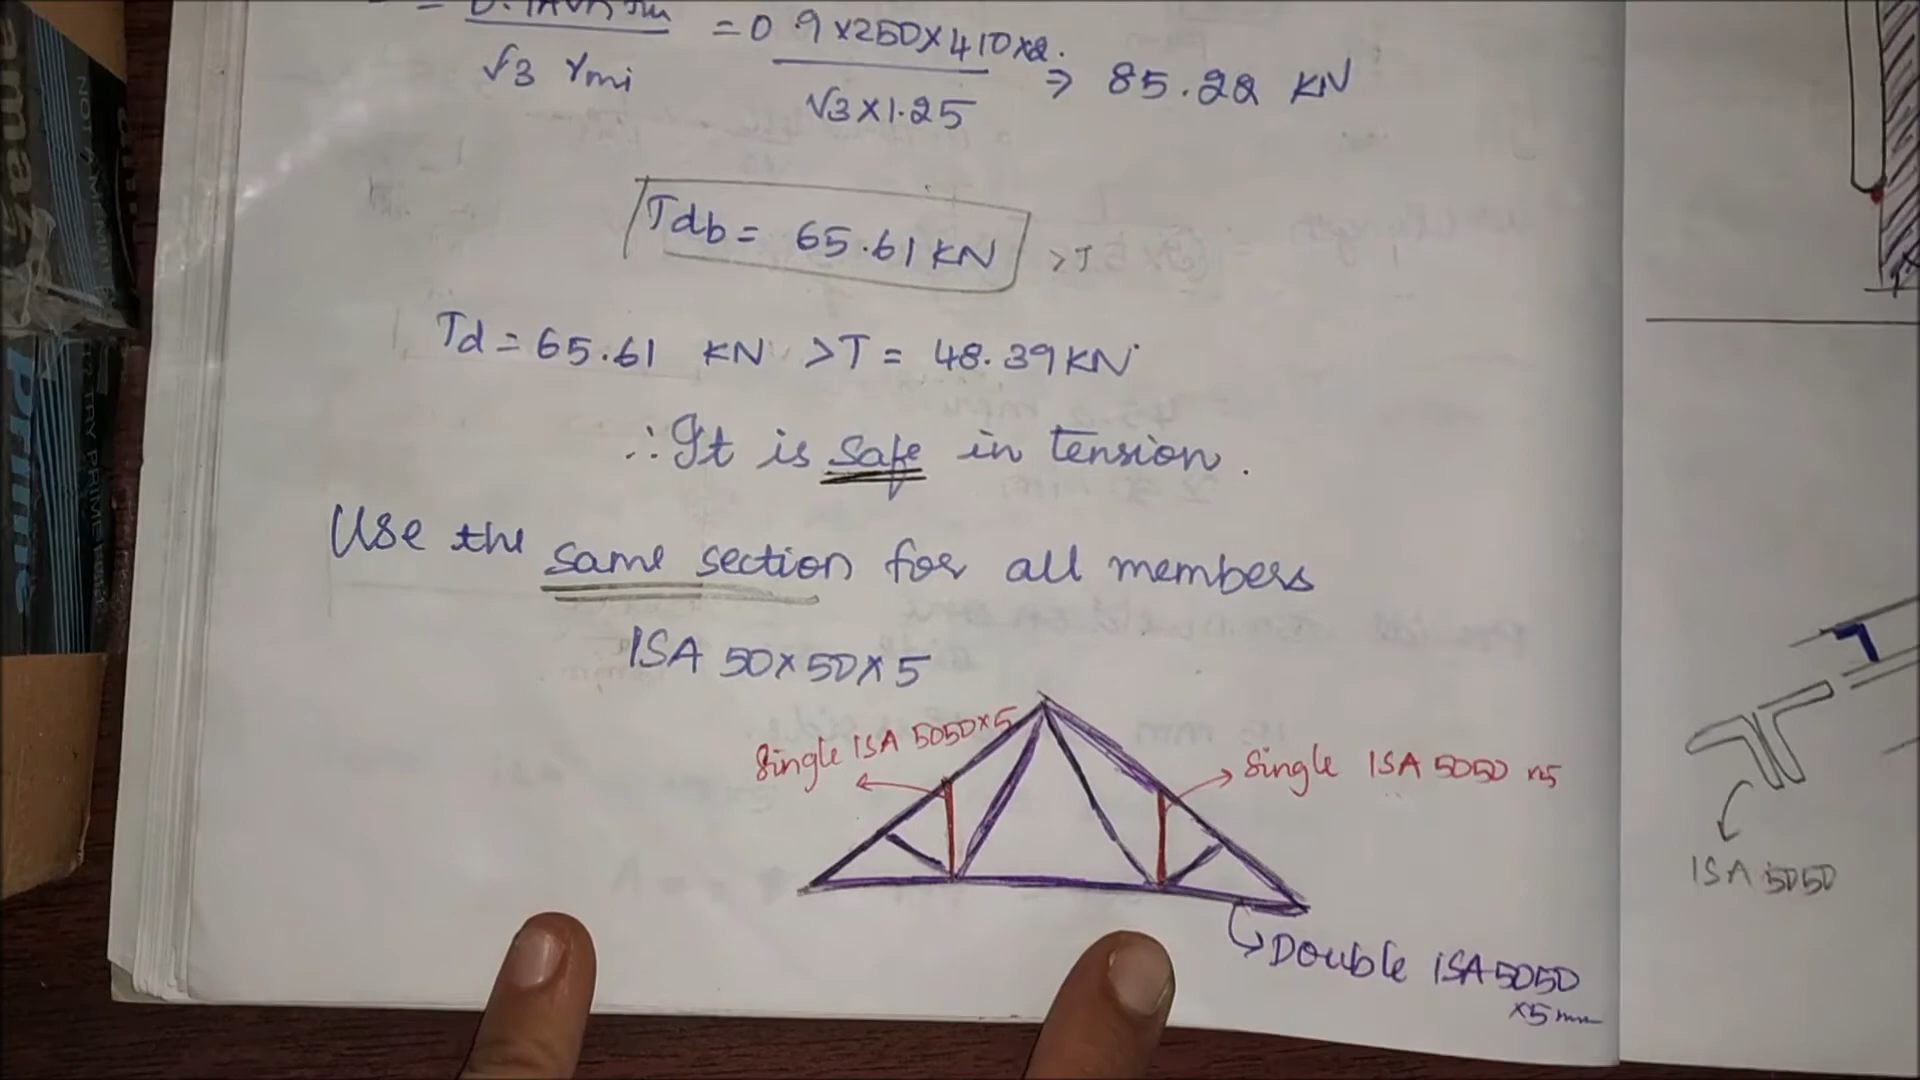 = 0.9 × 250 × 410 × 2.
√3 γmi
√3 × 1.25
⇒ 85.22 KN
Tdb = 65.61 KN >T
Td = 65.61 KN >T = 48.39 KN
∴ It is safe in tension.
Use the same section for all members
ISA 50×50×5
Single ISA 5050×5
Single ISA 5050 ×5
Double ISA 5050
×5mm
ISA 5050